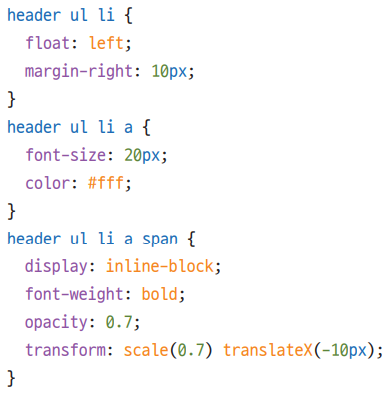 header ul li {
float: left;
margin-right: 10px;
}
header ul li a {
font-size: 20px;
color: #fff;
}
header ul li a span {
display: inline-block;
font-weight: bold;
opacity: 0.7;
transform: scale(0.7) translateX(-10px);
}